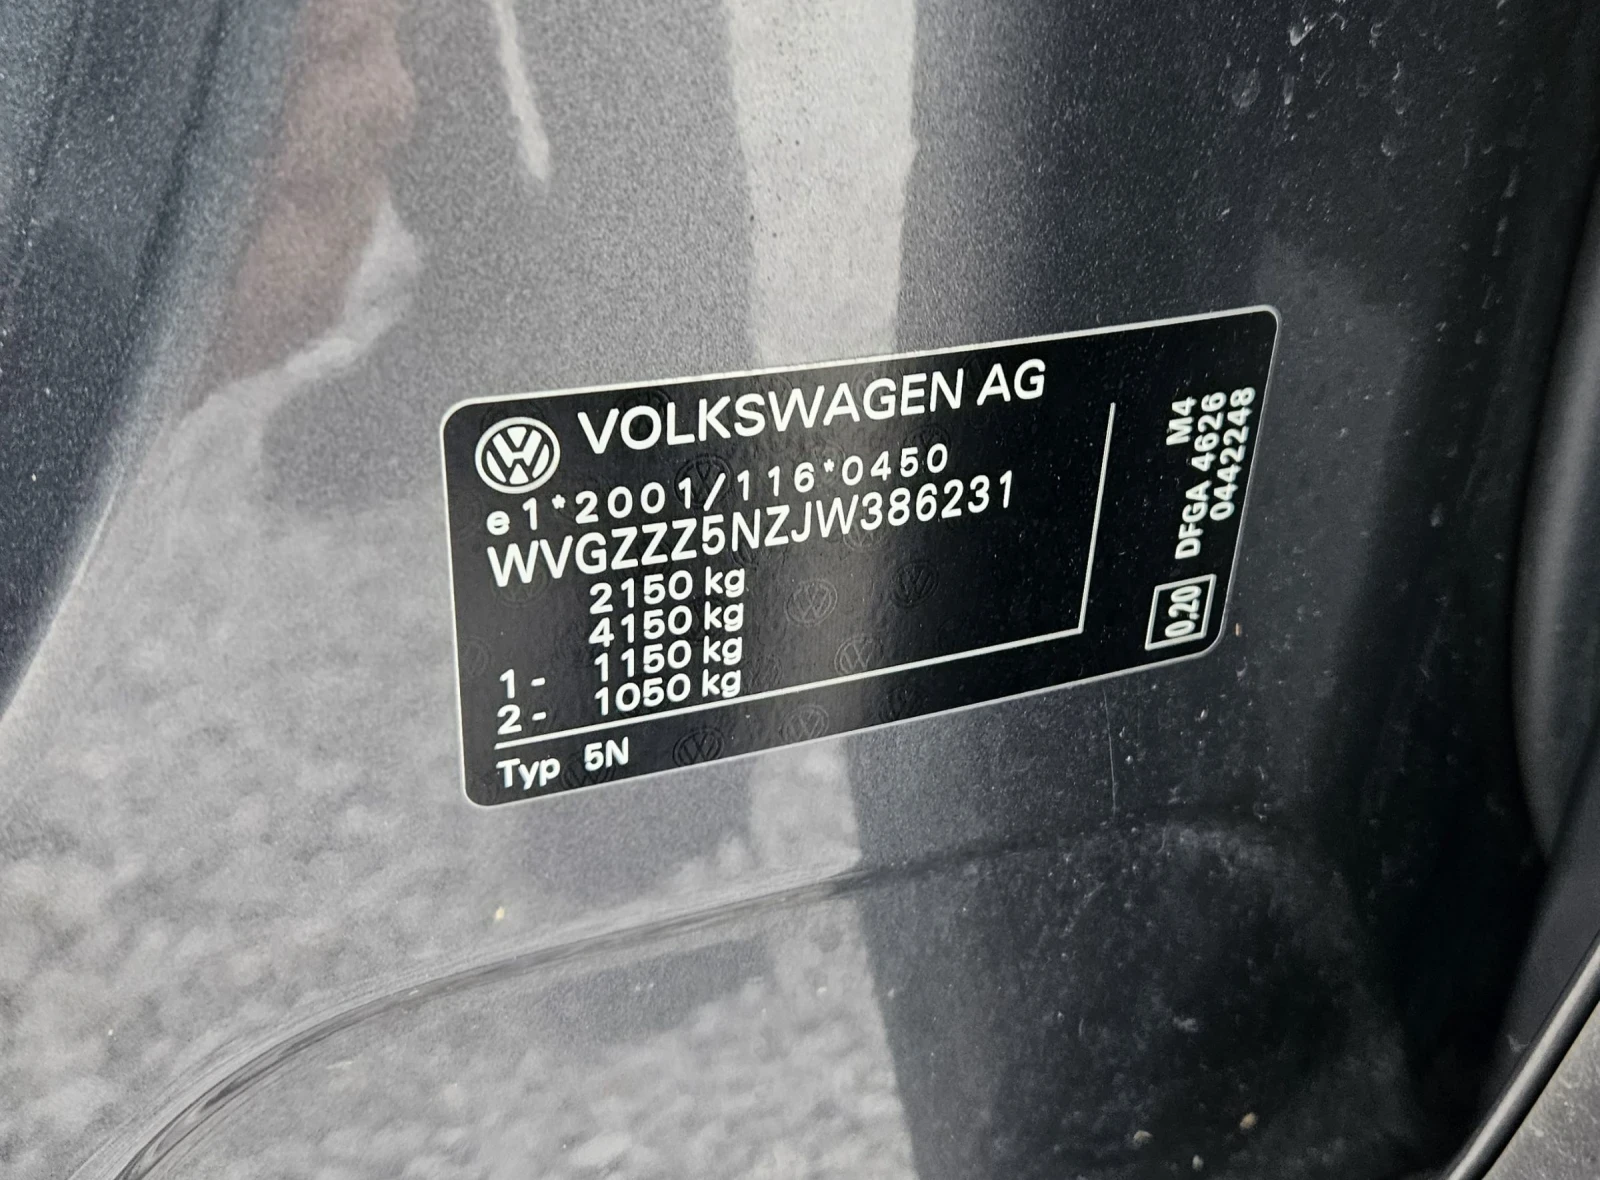 VOLKSWAGEN AG
e1*2001/116*0450
WVGZZZ5NZJW386231
2150 kg
4150 kg
1- 1150 kg
2- 1050 kg
Typ 5N
M4
DFGA 4626
0442248
0,20